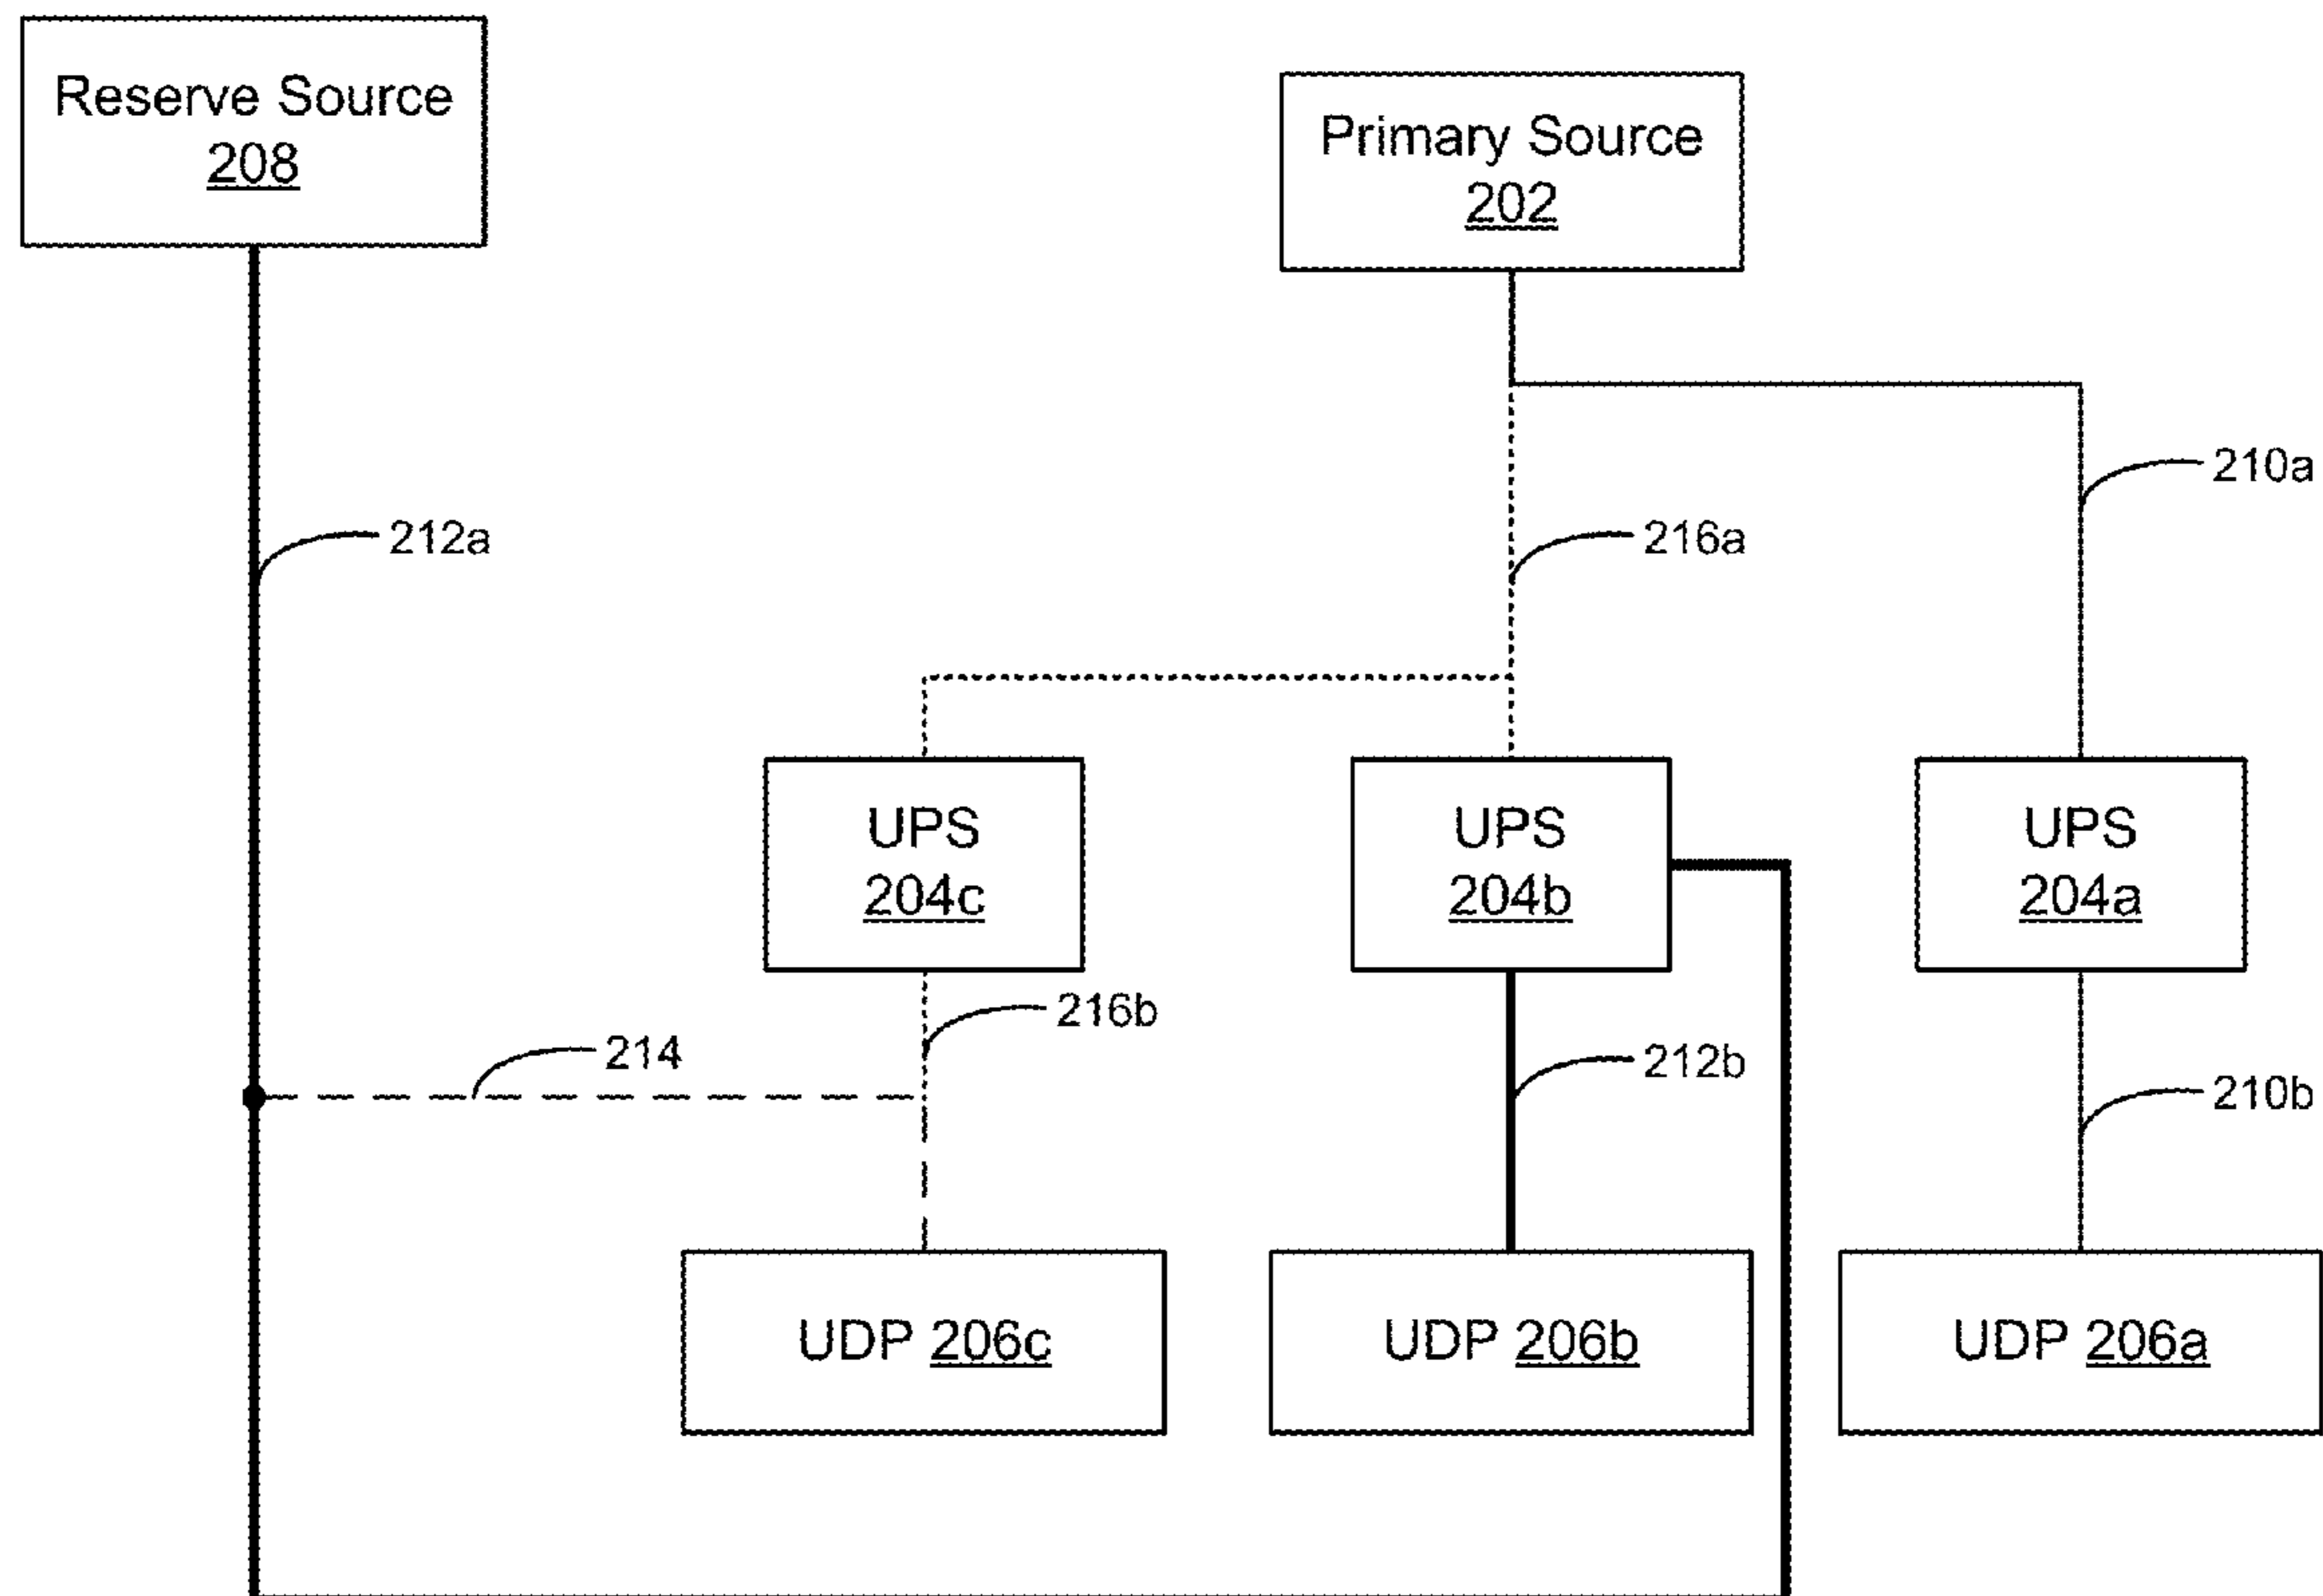 Reserve Source
208
Primary Source
202
210a
212a
216a
UPS
204c
UPS
204b
UPS
204a
216b
214
212b
210b
UDP 206c
UDP 206b
UDP 206a